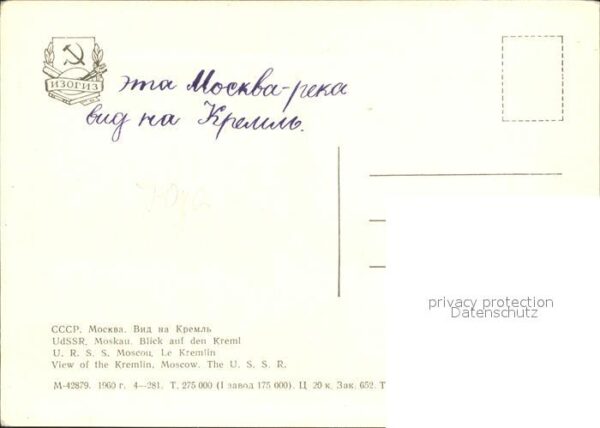 ИЗОГИЗ
эта Москва-река
вид на Кремль.
privacy protection
Datenschutz
СССР. Москва. Вид на Кремль
UdSSR. Moskau. Blick auf den Kreml
U. R. S. S. Moscou. Le Kremlin
View of the Kremlin, Moscow. The U. S. S. R.
М-42879. 1960 г. 4—281. Т. 275 000 (I завод 175 000). Ц 20 к. Зак. 652. Т